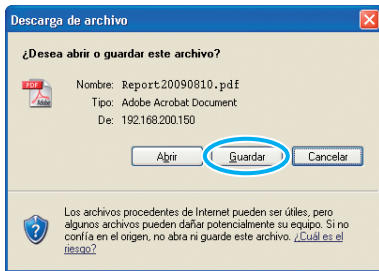 Descarga de archivo
¿Desea abrir o guardar este archivo?
PDF
Adobe
Nombre: Report20090810.pdf
Tipo: Adobe Acrobat Document
De: 192.168.200.150
Abrir Guardar Cancelar
Los archivos procedentes de Internet pueden ser útiles, pero
algunos archivos pueden dañar potencialmente su equipo. Si no
confía en el origen, no abra ni guarde este archivo. ¿Cuál es el
riesgo?